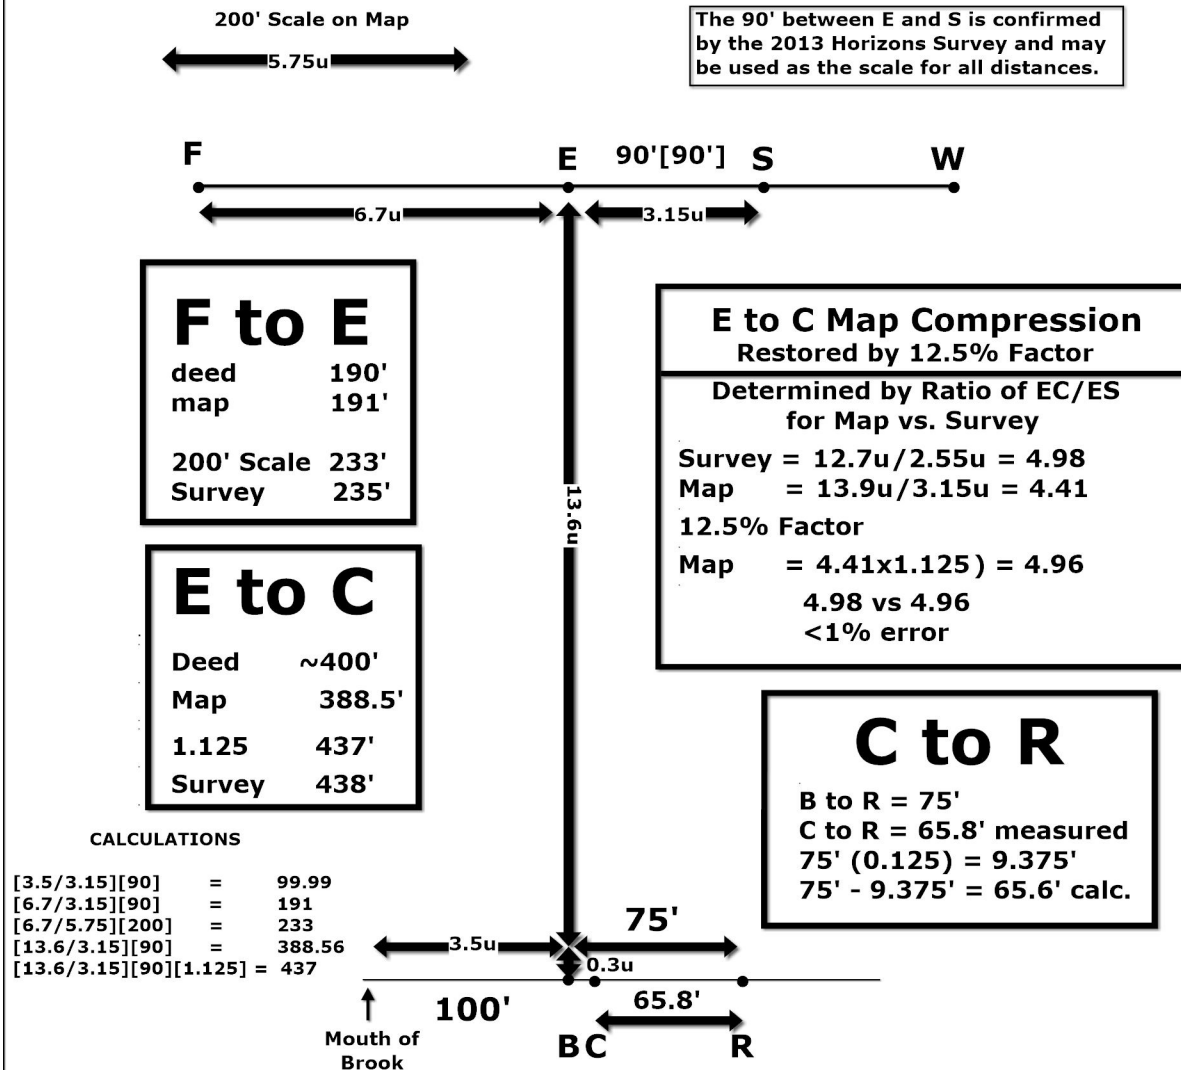 200' Scale on Map
5.75u
The 90' between E and S is confirmed
by the 2013 Horizons Survey and may
be used as the scale for all distances.
F E 90'[90'] S W
6.7u 3.15u
F to E
deed 190'
map 191'
200' Scale 233'
Survey 235'
13.6u
E to C Map Compression
Restored by 12.5% Factor
Determined by Ratio of EC/ES
for Map vs. Survey
Survey = 12.7u/2.55u = 4.98
Map = 13.9u/3.15u = 4.41
12.5% Factor
Map = 4.41x1.125) = 4.96
4.98 vs 4.96
<1% error
E to C
Deed ~400'
Map 388.5'
1.125 437'
Survey 438'
C to R
B to R = 75'
C to R = 65.8' measured
75' (0.125) = 9.375'
75' - 9.375' = 65.6' calc.
CALCULATIONS
[3.5/3.15][90] = 99.99
[6.7/3.15][90] = 191
[6.7/5.75][200] = 233
[13.6/3.15][90] = 388.56
[13.6/3.15][90][1.125] = 437
75'
3.5u
0.3u
100' 65.8'
Mouth of
Brook
B C R